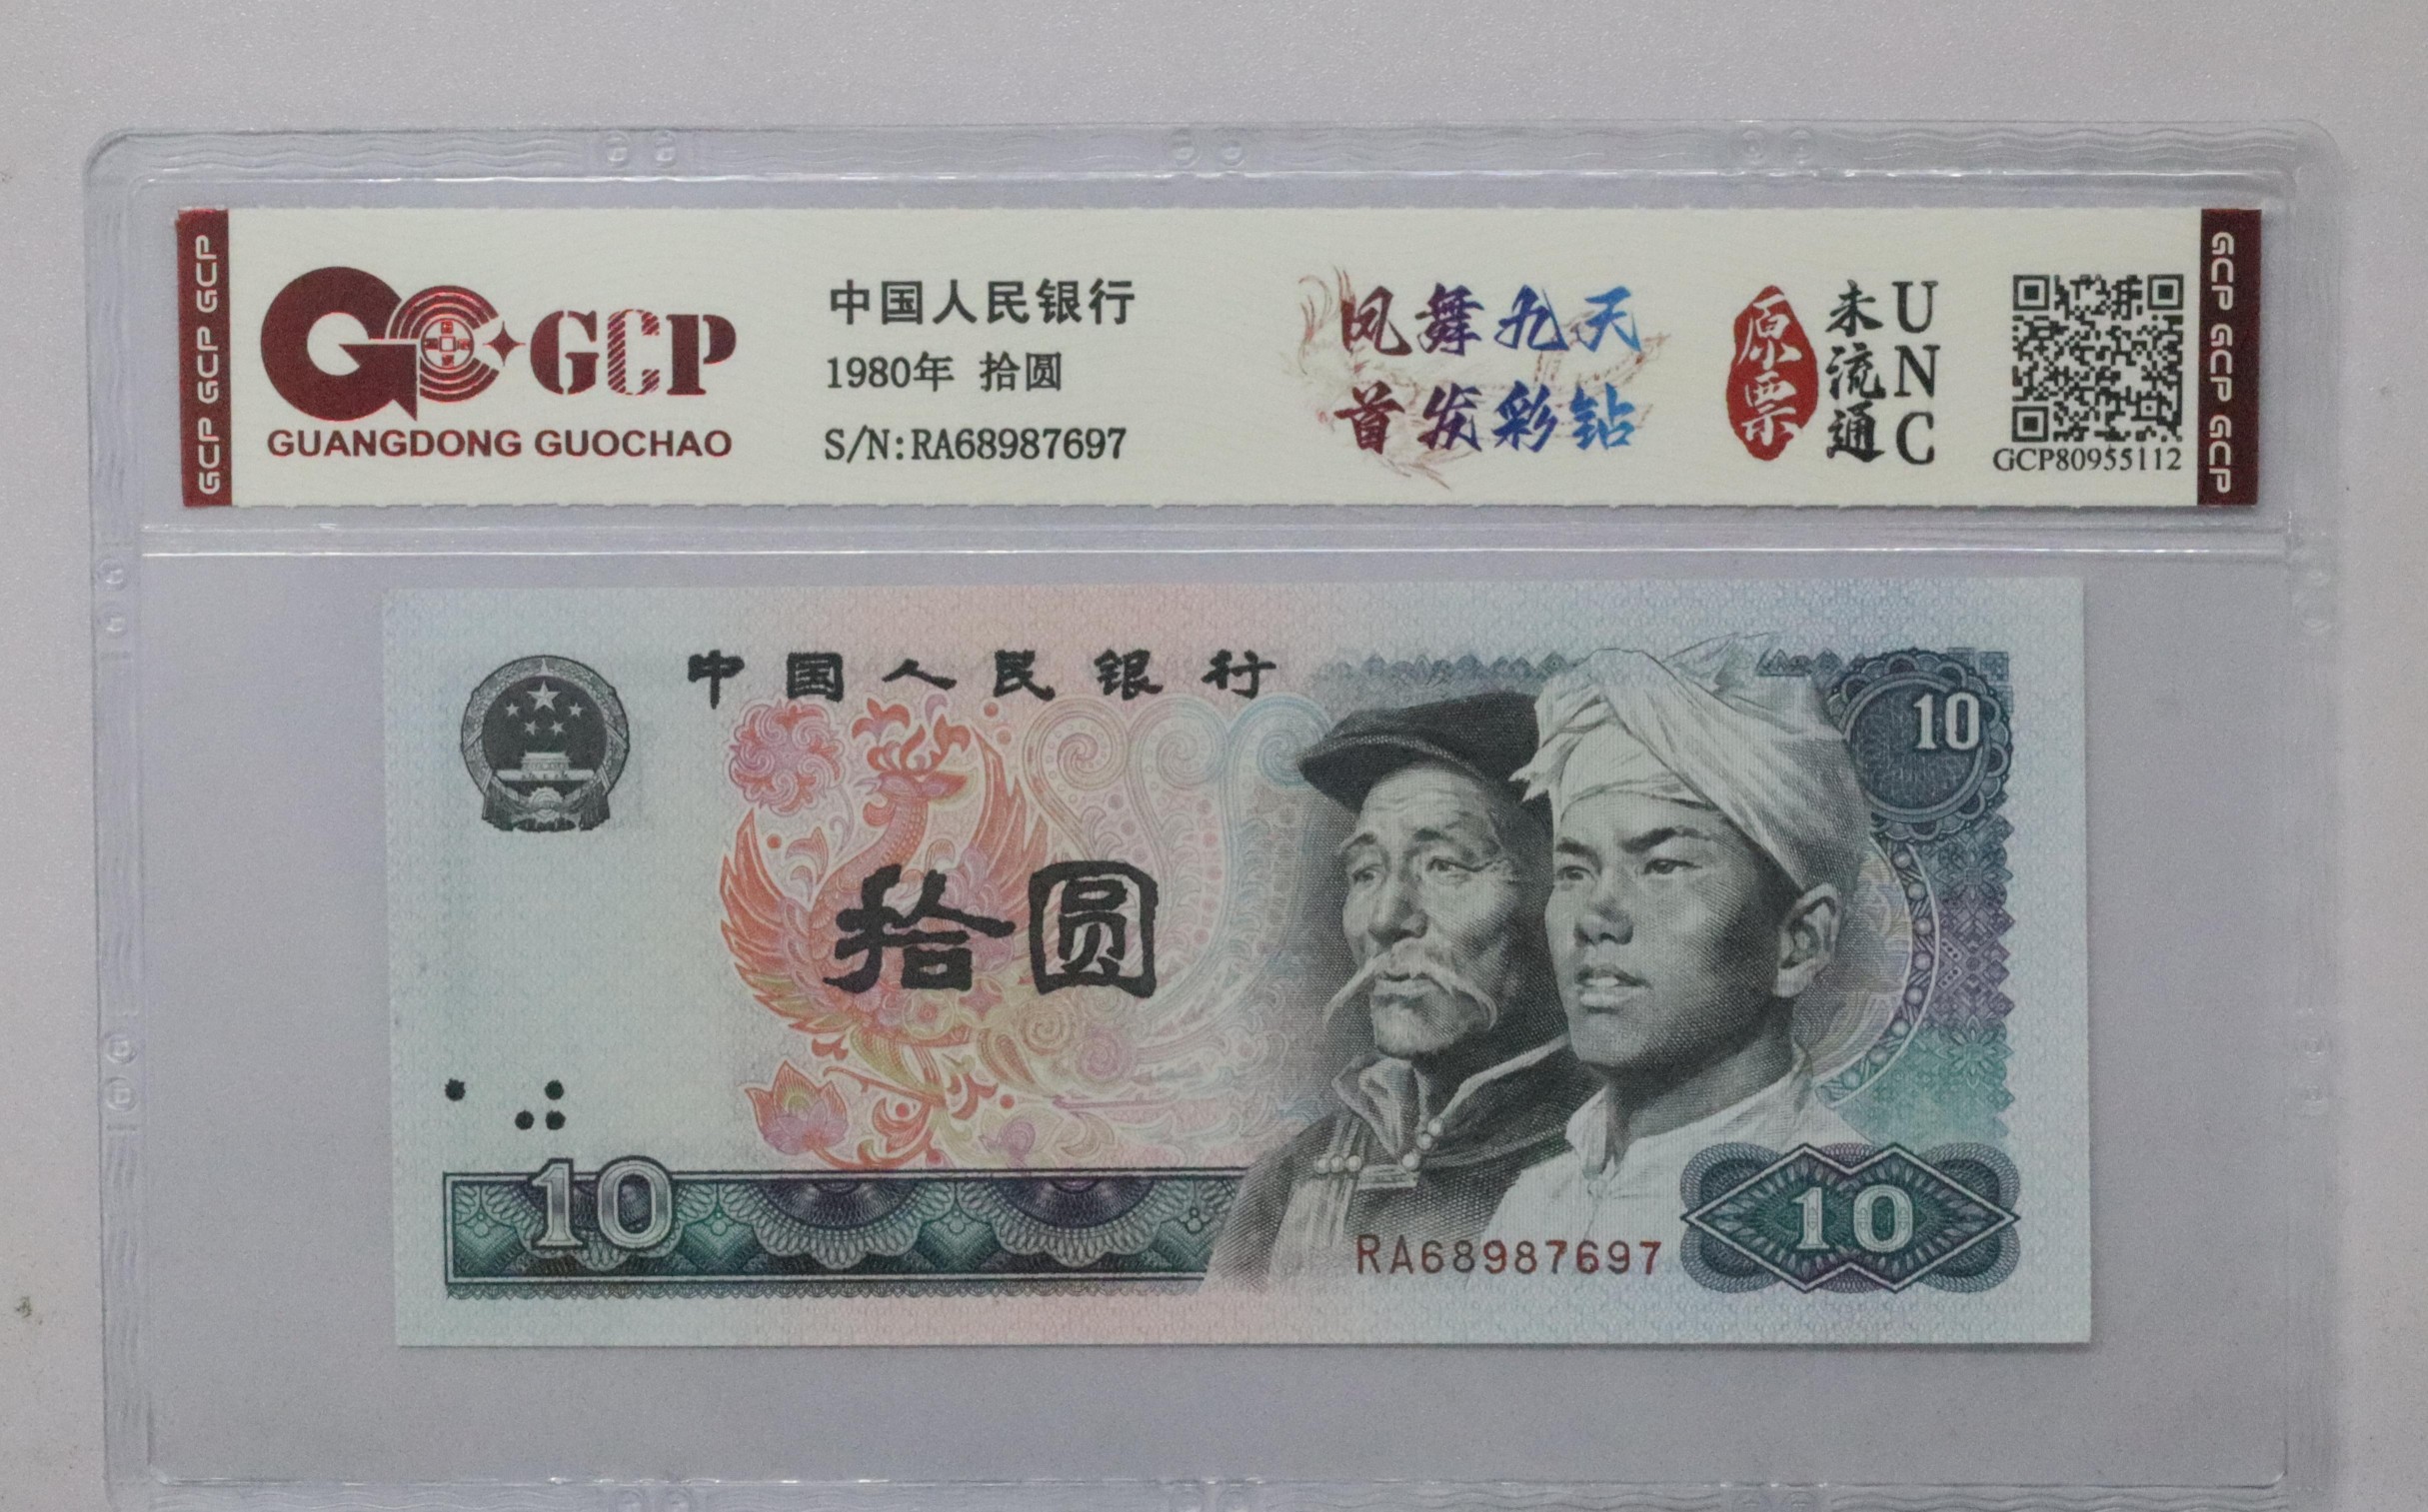 GCP GCP GCP
GCP
GUANGDONG GUOCHAO
中国人民银行
1980年 拾圆
S/N:RA68987697
凤舞九天
首发彩钻
原票
未流通
UNC
GCP80955112
GCP GCP GCP
中国人民银行
10
拾圆
10
RA68987697
10